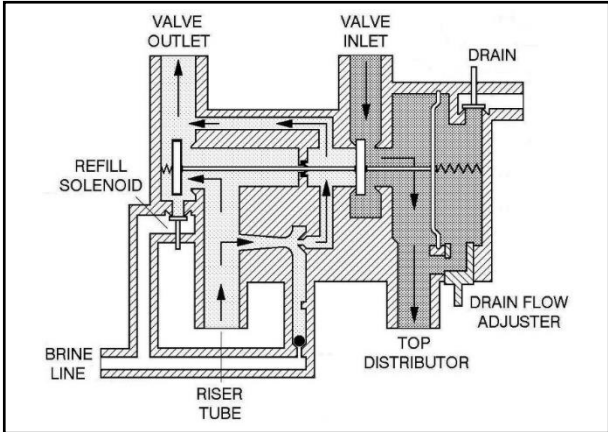 VALVE
OUTLET
VALVE
INLET
DRAIN
REFILL
SOLENOID
DRAIN FLOW
ADJUSTER
BRINE
LINE
RISER
TUBE
TOP
DISTRIBUTOR